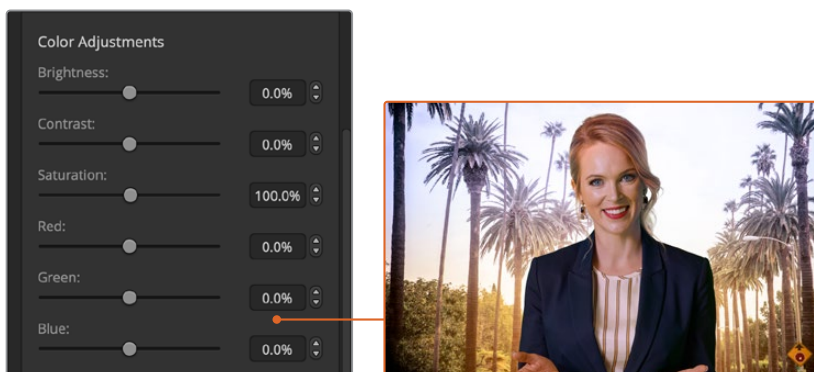 Color Adjustments
Brightness:
0.0%
Contrast:
0.0%
Saturation:
100.0%
Red:
0.0%
Green:
0.0%
Blue:
0.0%